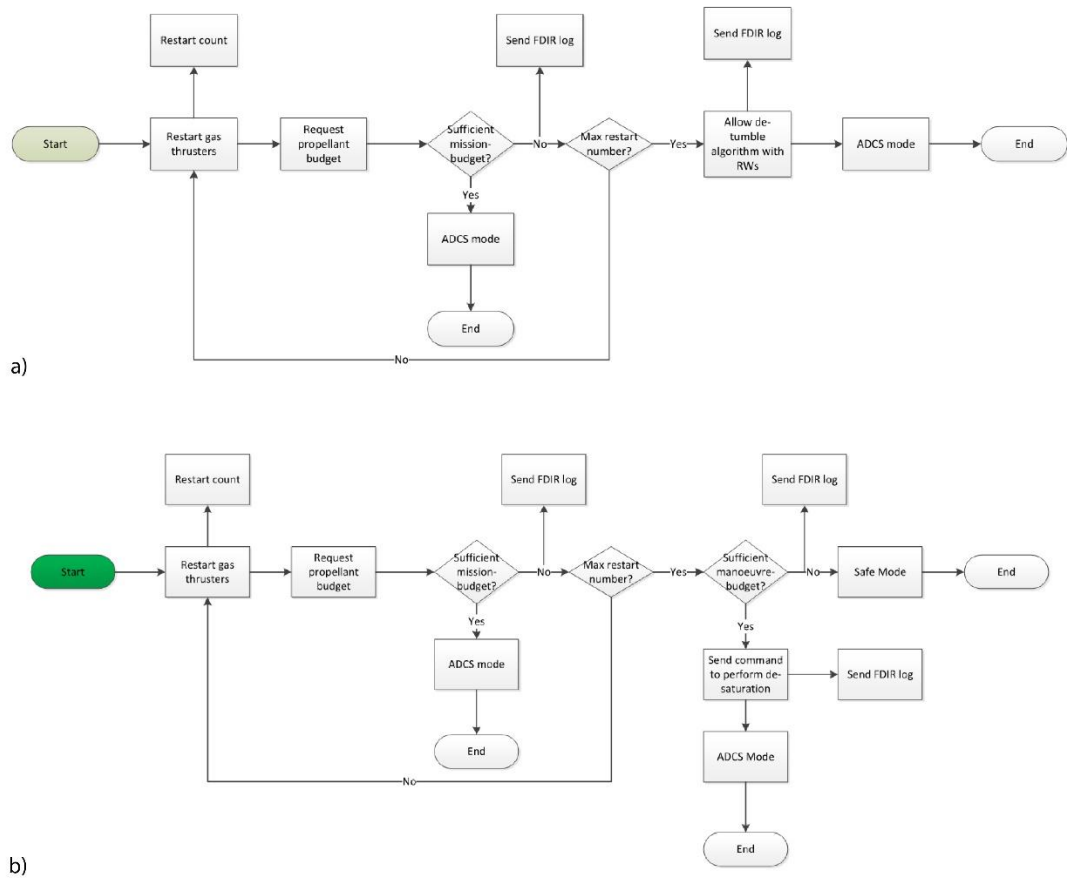 Restart count
Send FDIR log
Send FDIR log
Start
Restart gas
thrusters
Request
propellant
budget
Sufficient
mission-
budget?
No
Max restart
number?
Yes
Allow de-
tumble
algorithm with
RWs
ADCS mode
End
Yes
ADCS mode
End
No
a)
Restart count
Send FDIR log
Send FDIR log
Start
Restart gas
thrusters
Request
propellant
budget
Sufficient
mission-
budget?
No
Max restart
number?
Yes
Sufficient
manoeuvre-
budget?
No
Safe Mode
End
Yes
Yes
ADCS mode
Send command
to perform de-
saturation
Send FDIR log
End
ADCS Mode
No
End
b)